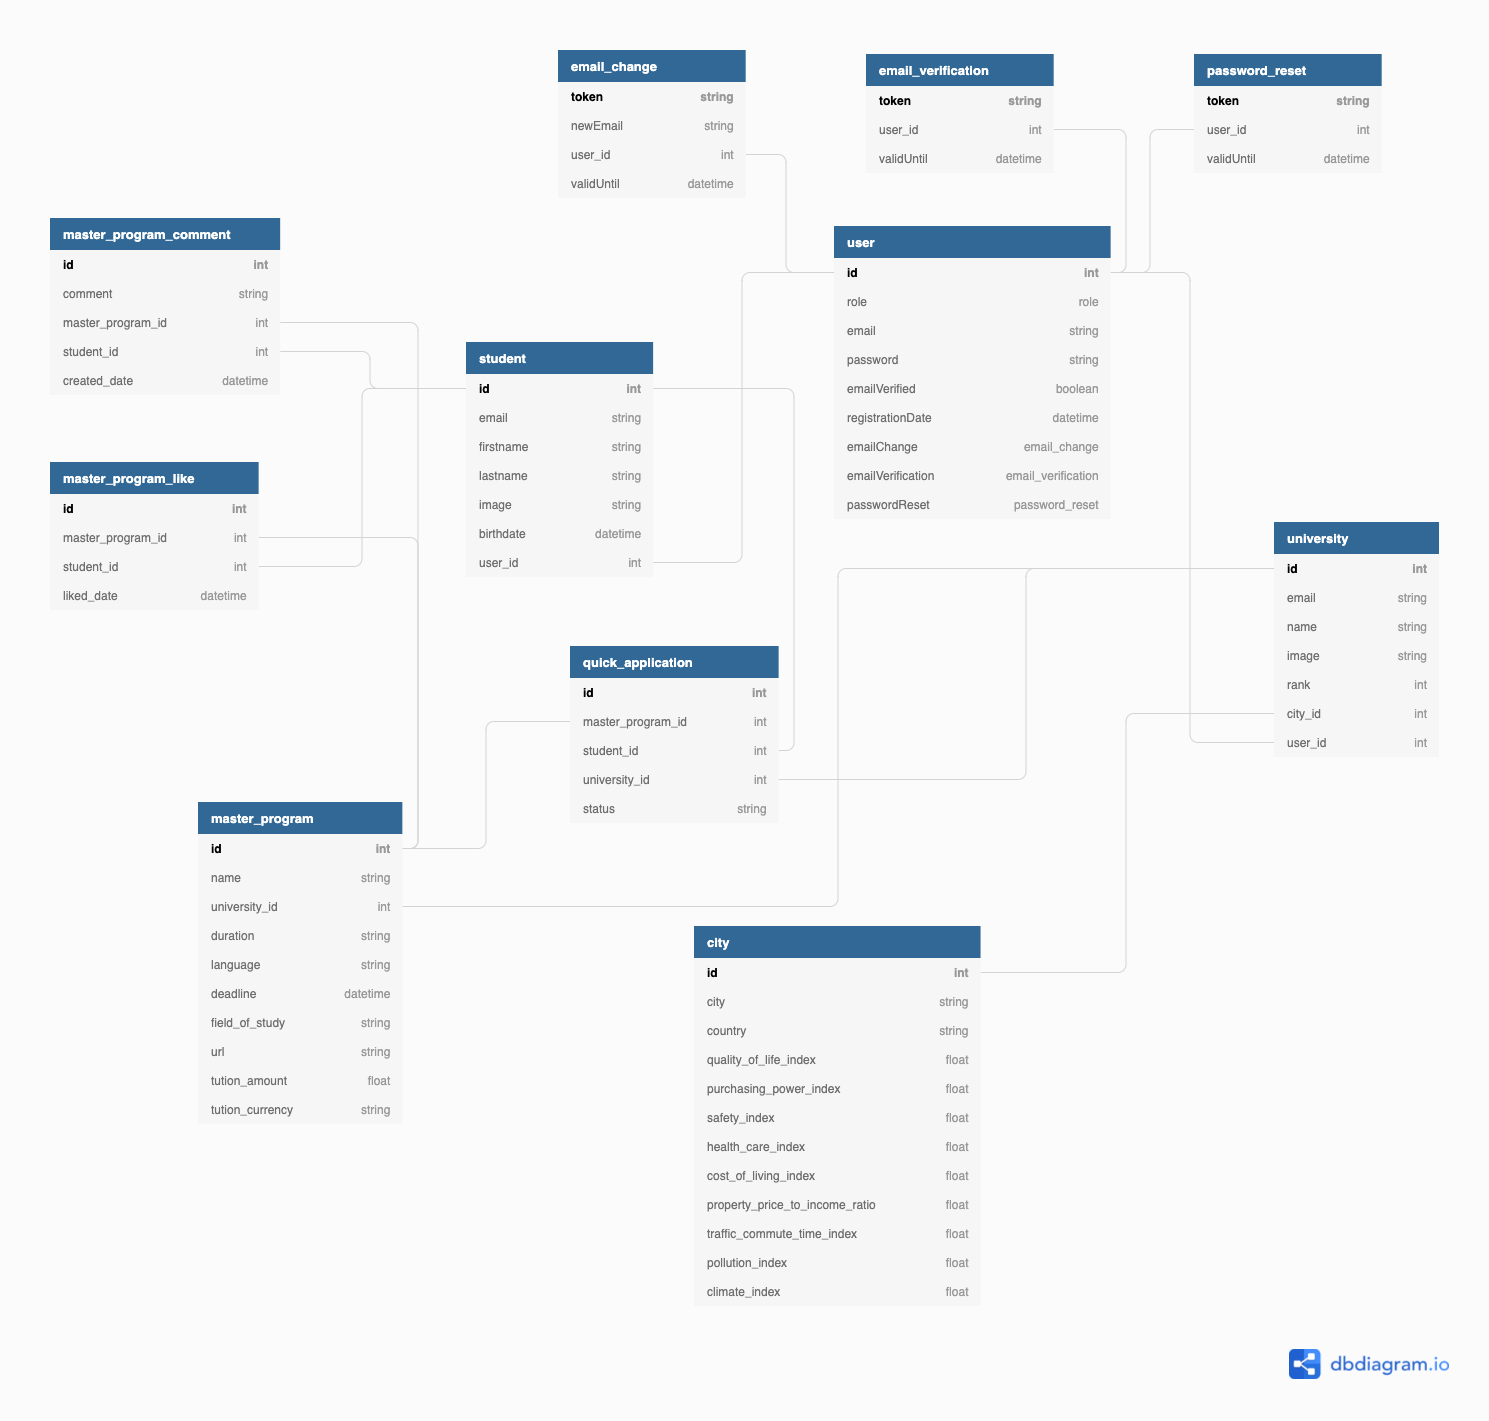 email_change
token string
newEmail string
user_id int
validUntil datetime
email_verification
token string
user_id int
validUntil datetime
password_reset
token string
user_id int
validUntil datetime
master_program_comment
id int
comment string
master_program_id int
student_id int
created_date datetime
user
id int
role role
email string
password string
emailVerified boolean
registrationDate datetime
emailChange email_change
emailVerification email_verification
passwordReset password_reset
student
id int
email string
firstname string
lastname string
image string
birthdate datetime
user_id int
master_program_like
id int
master_program_id int
student_id int
liked_date datetime
university
id int
email string
name string
image string
rank int
city_id int
user_id int
quick_application
id int
master_program_id int
student_id int
university_id int
status string
master_program
id int
name string
university_id int
duration string
language string
deadline datetime
field_of_study string
url string
tution_amount float
tution_currency string
city
id int
city string
country string
quality_of_life_index float
purchasing_power_index float
safety_index float
health_care_index float
cost_of_living_index float
property_price_to_income_ratio float
traffic_commute_time_index float
pollution_index float
climate_index float
dbdiagram.io